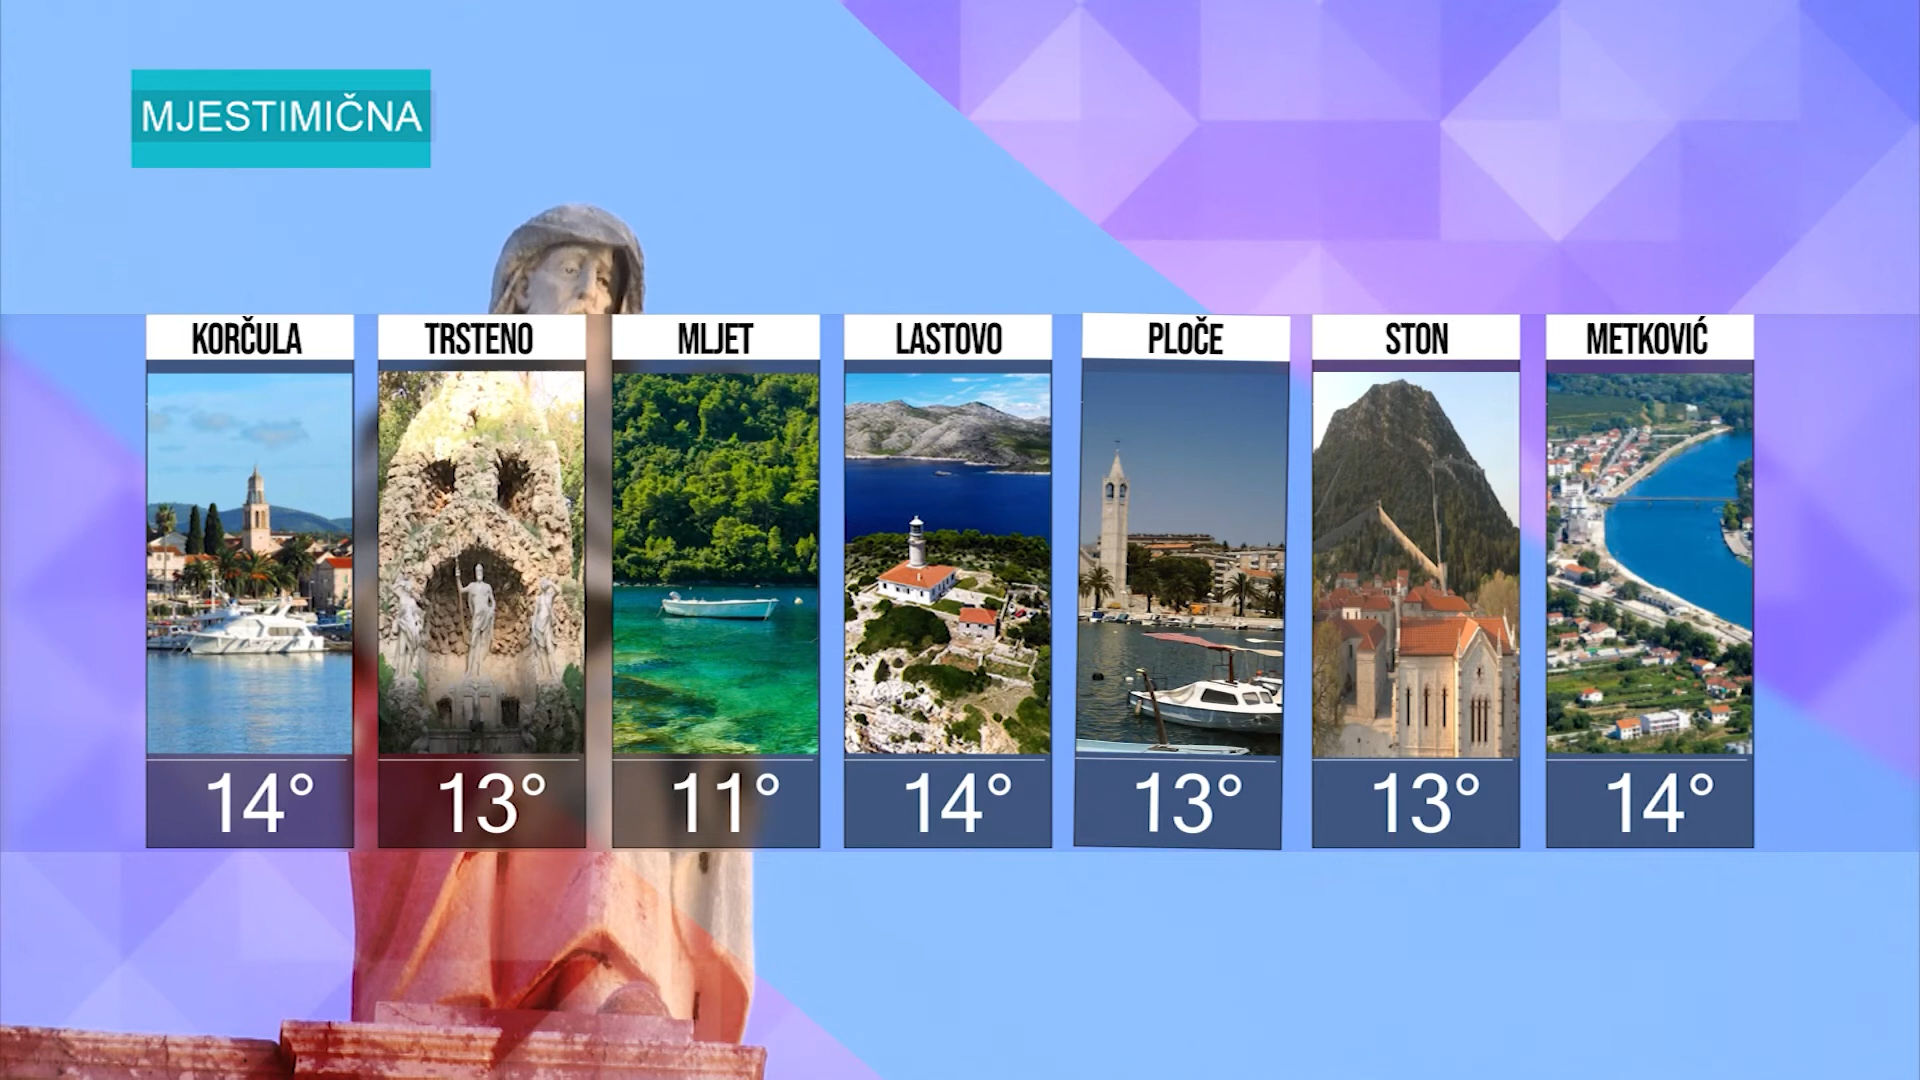 MJESTIMIČNA
KORČULA
TRSTENO
MLJET
LASTOVO
PLOČE
STON
METKOVIĆ
14°
13°
11°
14°
13°
13°
14°